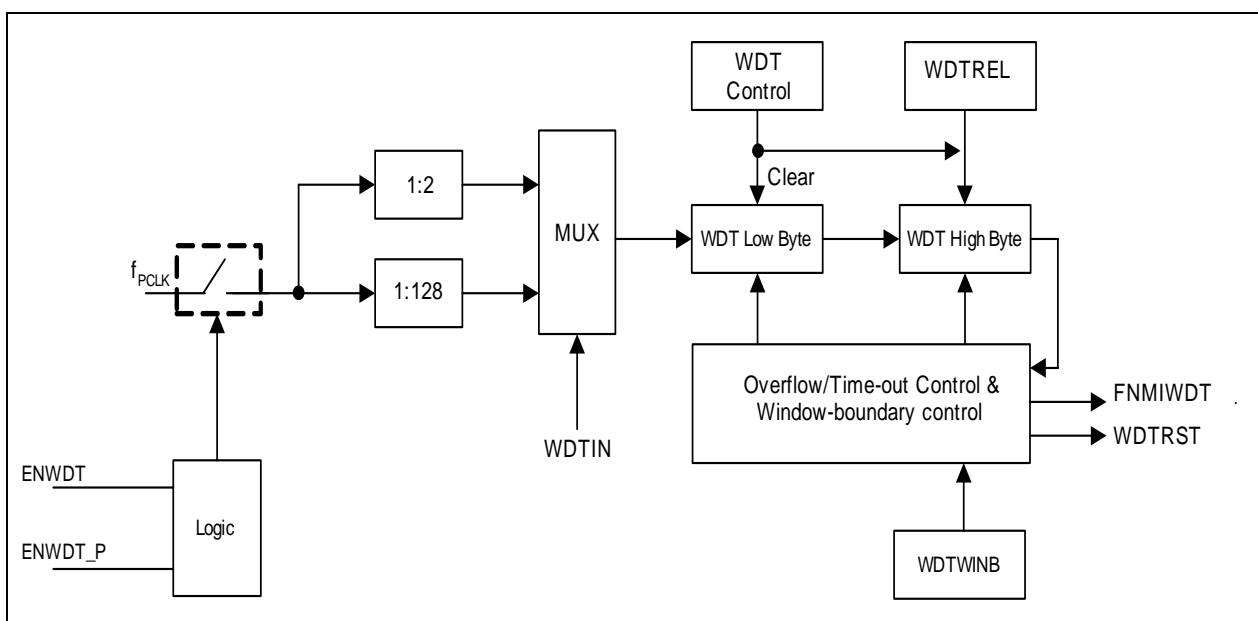 WDT
Control
WDTREL
1:2
Clear
MUX
WDT Low Byte
WDT High Byte
fPCLK
1:128
Overflow/Time-out Control &
Window-boundary control
FNMIWDT .
WDTRST
WDTIN
ENWDT
Logic
ENWDT_P
WDTWINB